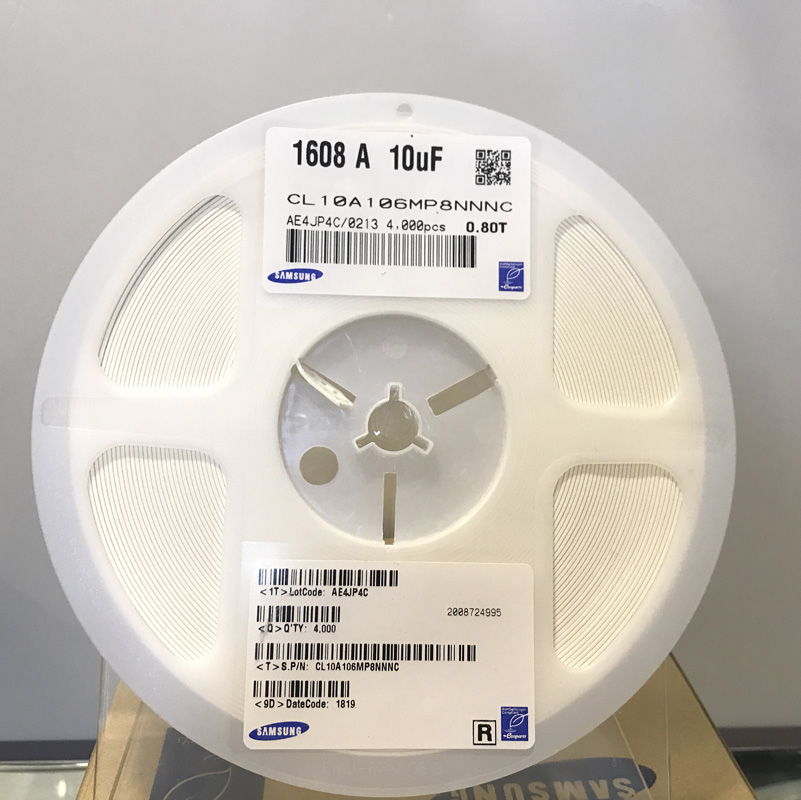 1608 A 10uF
CL10A106MP8NNNC
AE4JP4C/0213 4,000pcs 0.80T
SAMSUNG
<1T>LotCode: AE4JP4C
2008724995
<Q>Q'TY: 4,000
<T>S.P/N: CL10A106MP8NNNC
<9D>DateCode: 1819
SAMSUNG
R
SAMSUNG